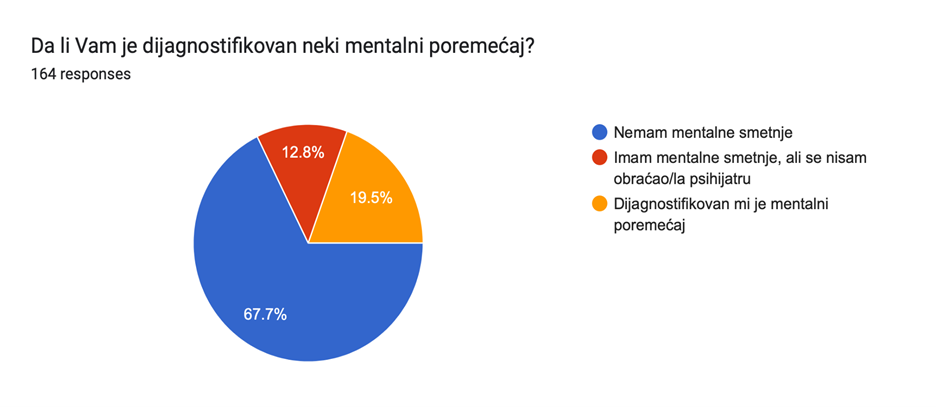 Da li Vam je dijagnostifikovan neki mentalni poremećaj?
164 responses
12.8%
19.5%
67.7%
Nemam mentalne smetnje
Imam mentalne smetnje, ali se nisam
obraćao/la psihijatru
Dijagnostifikovan mi je mentalni
poremećaj